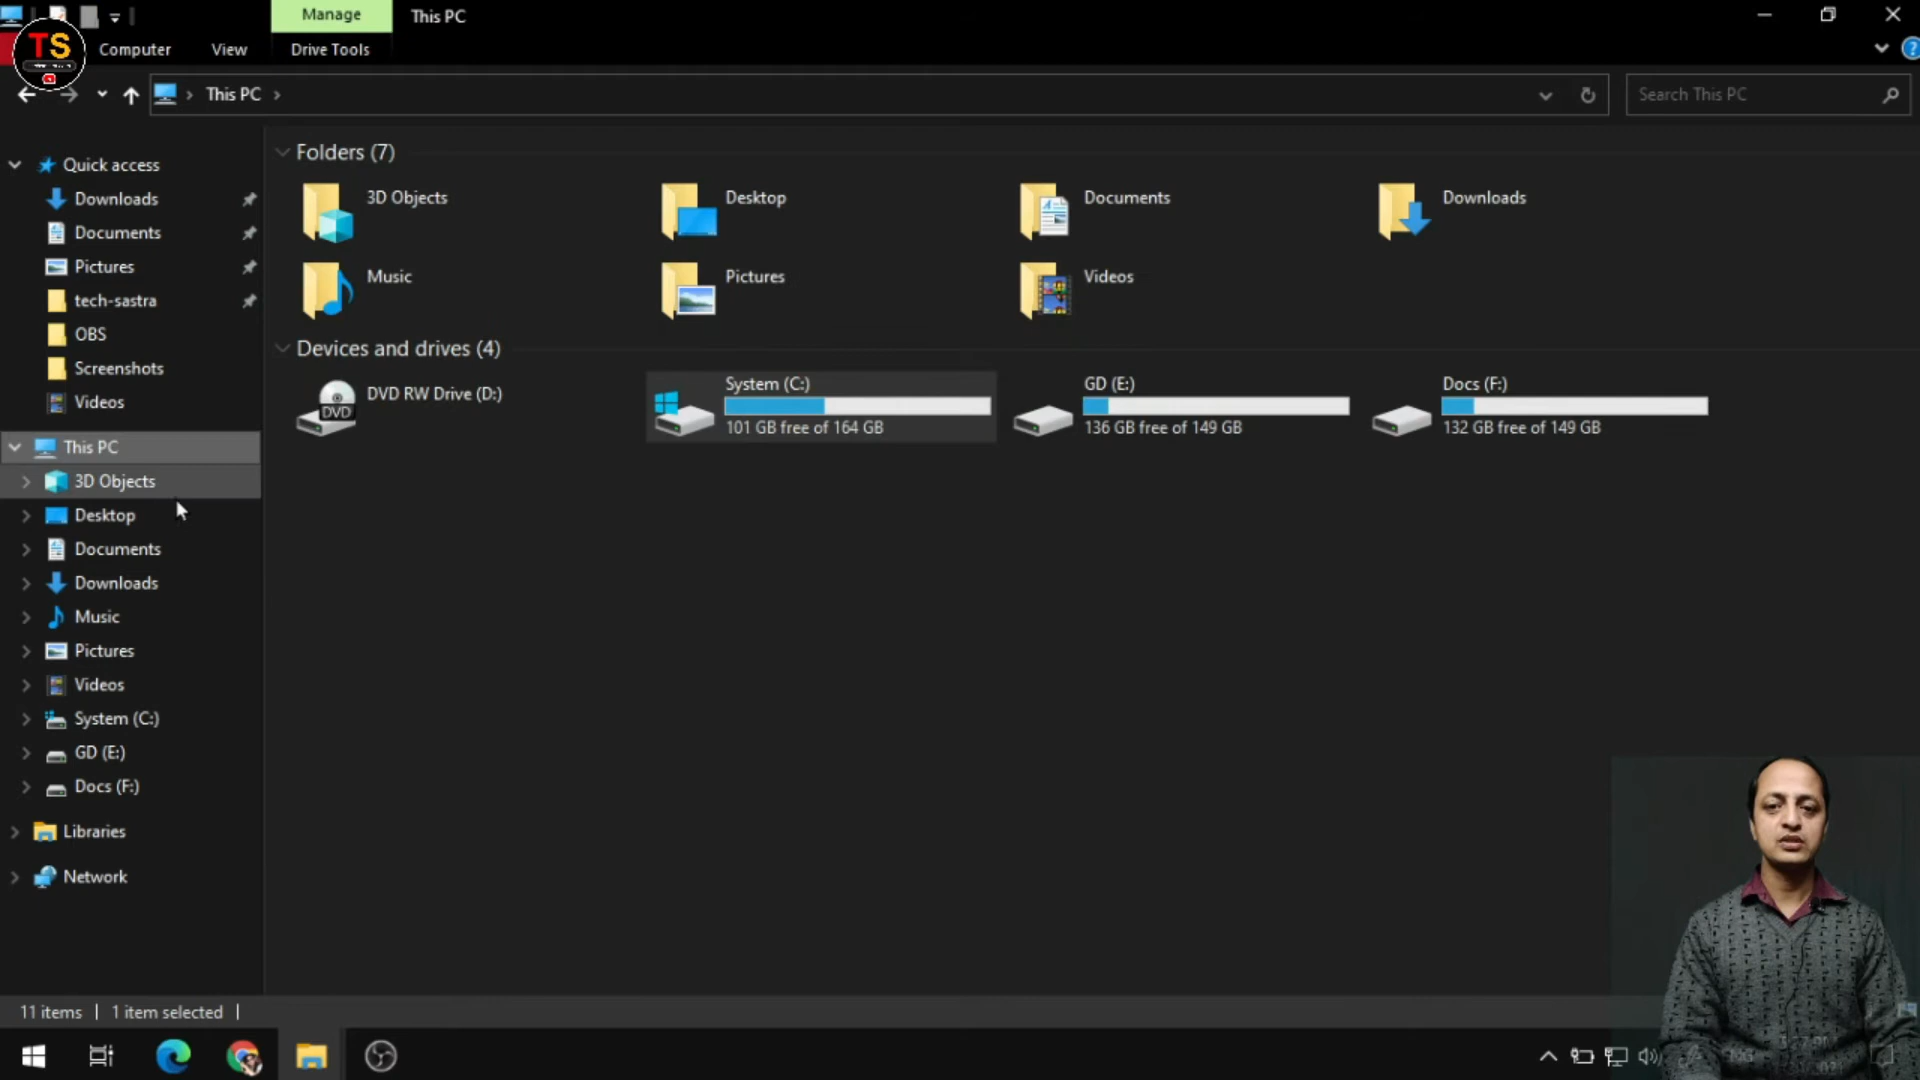 Manage
This PC
TS
Computer
View
Drive Tools
This PC
Search This PC
Quick access
Downloads
Documents
Pictures
tech-sastra
OBS
Screenshots
Videos
This PC
3D Objects
Desktop
Documents
Downloads
Music
Pictures
Videos
System (C:)
GD (E:)
Docs (F:)
Libraries
Network
Folders (7)
3D Objects
Desktop
Documents
Downloads
Music
Pictures
Videos
Devices and drives (4)
DVD
DVD RW Drive (D:)
System (C:)
101 GB free of 164 GB
GD (E:)
136 GB free of 149 GB
Docs (F:)
132 GB free of 149 GB
11 items
1 item selected